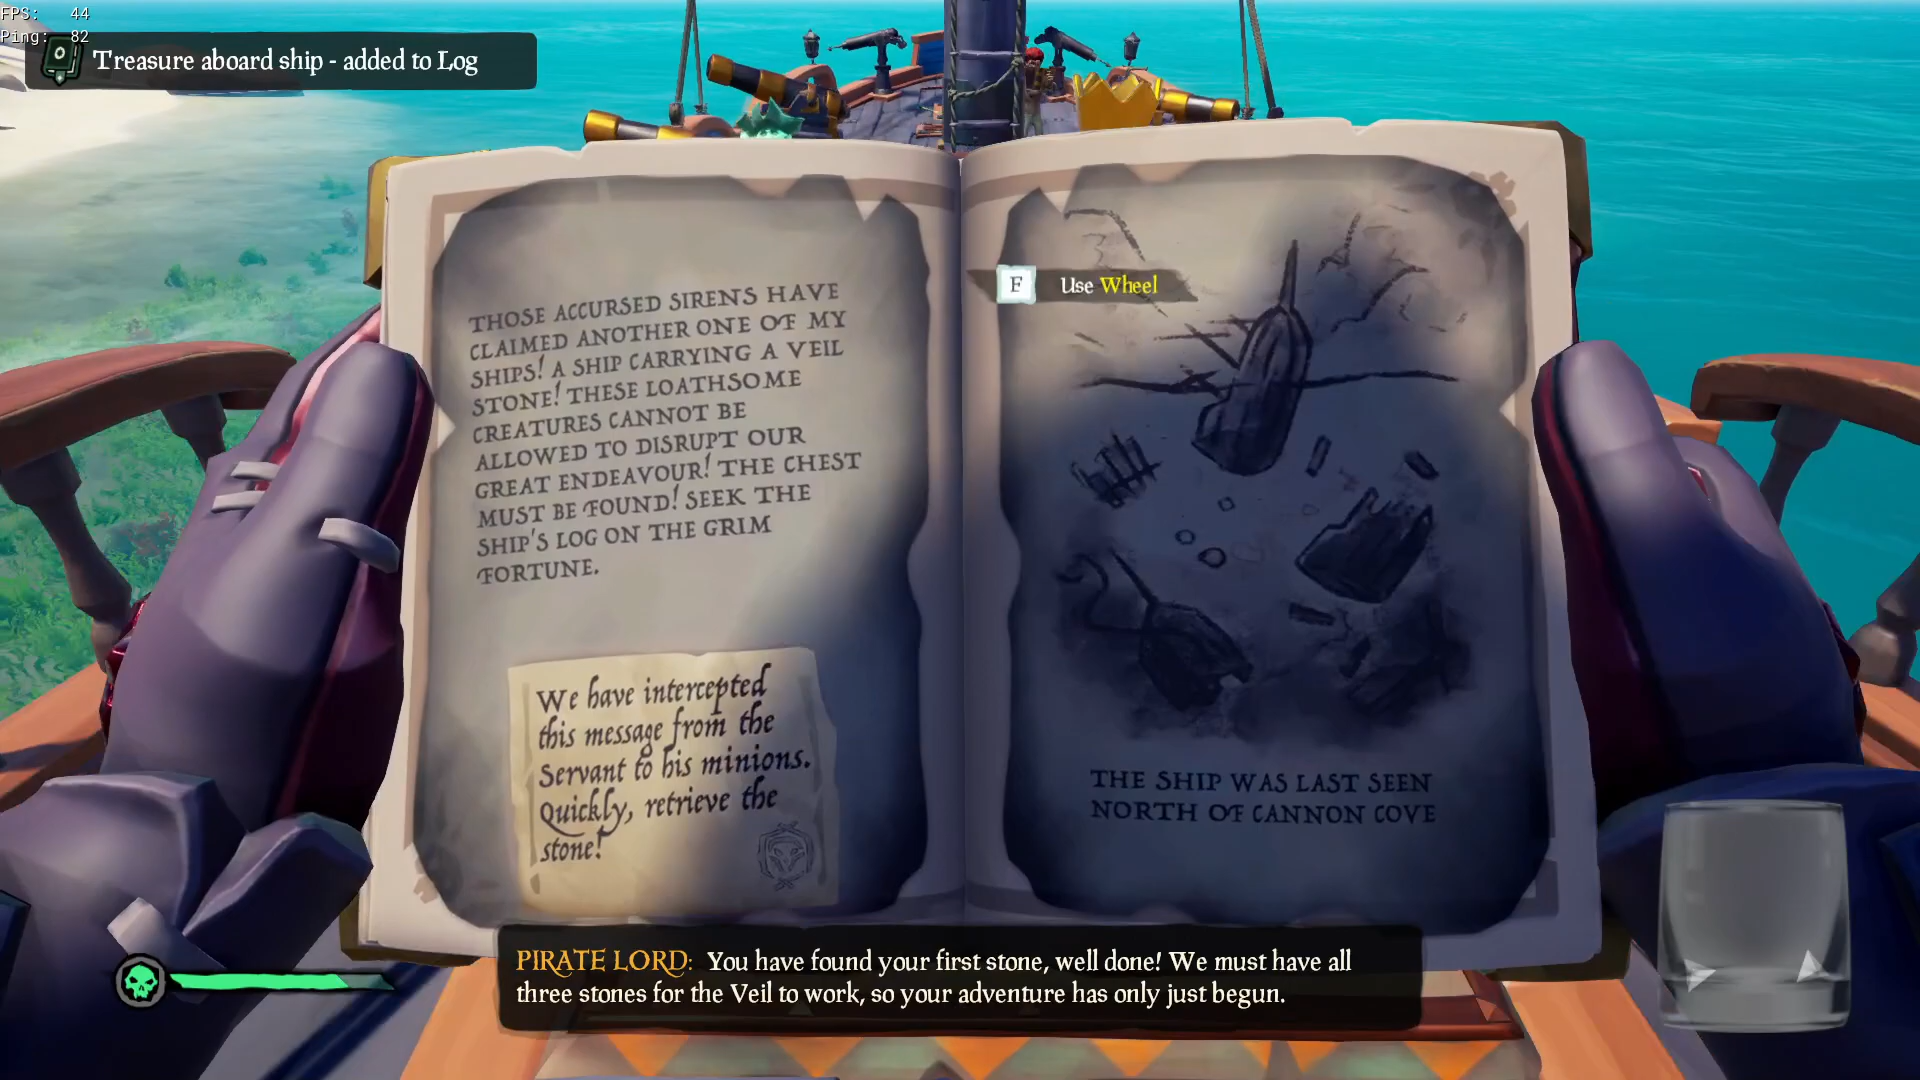 FPS: 44
Ping: 82
Treasure aboard ship - added to Log
THOSE ACCURSED SIRENS HAVE
CLAIMED ANOTHER ONE OF MY
SHIPS! A SHIP CARRYING A VEIL
STONE! THESE LOATHSOME
CREATURES CANNOT BE
ALLOWED TO DISRUPT OUR
GREAT ENDEAVOUR! THE CHEST
MUST BE FOUND! SEEK THE
SHIP'S LOG ON THE GRIM
FORTUNE.
We have intercepted
this message from the
Servant to his minions.
Quickly, retrieve the
stone!
F Use Wheel
THE SHIP WAS LAST SEEN
NORTH OF CANNON COVE
PIRATE LORD: You have found your first stone, well done! We must have all
three stones for the Veil to work, so your adventure has only just begun.